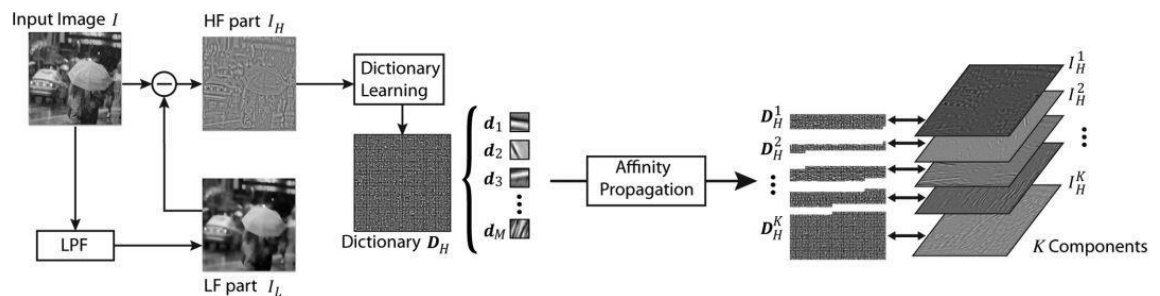 Input Image I
HF part I_H
LPF
LF part I_L
Dictionary
Learning
Dictionary D_H
d_1
d_2
d_3
d_M
Affinity
Propagation
D_H^1
D_H^2
D_H^K
I_H^1
I_H^2
I_H^K
K Components